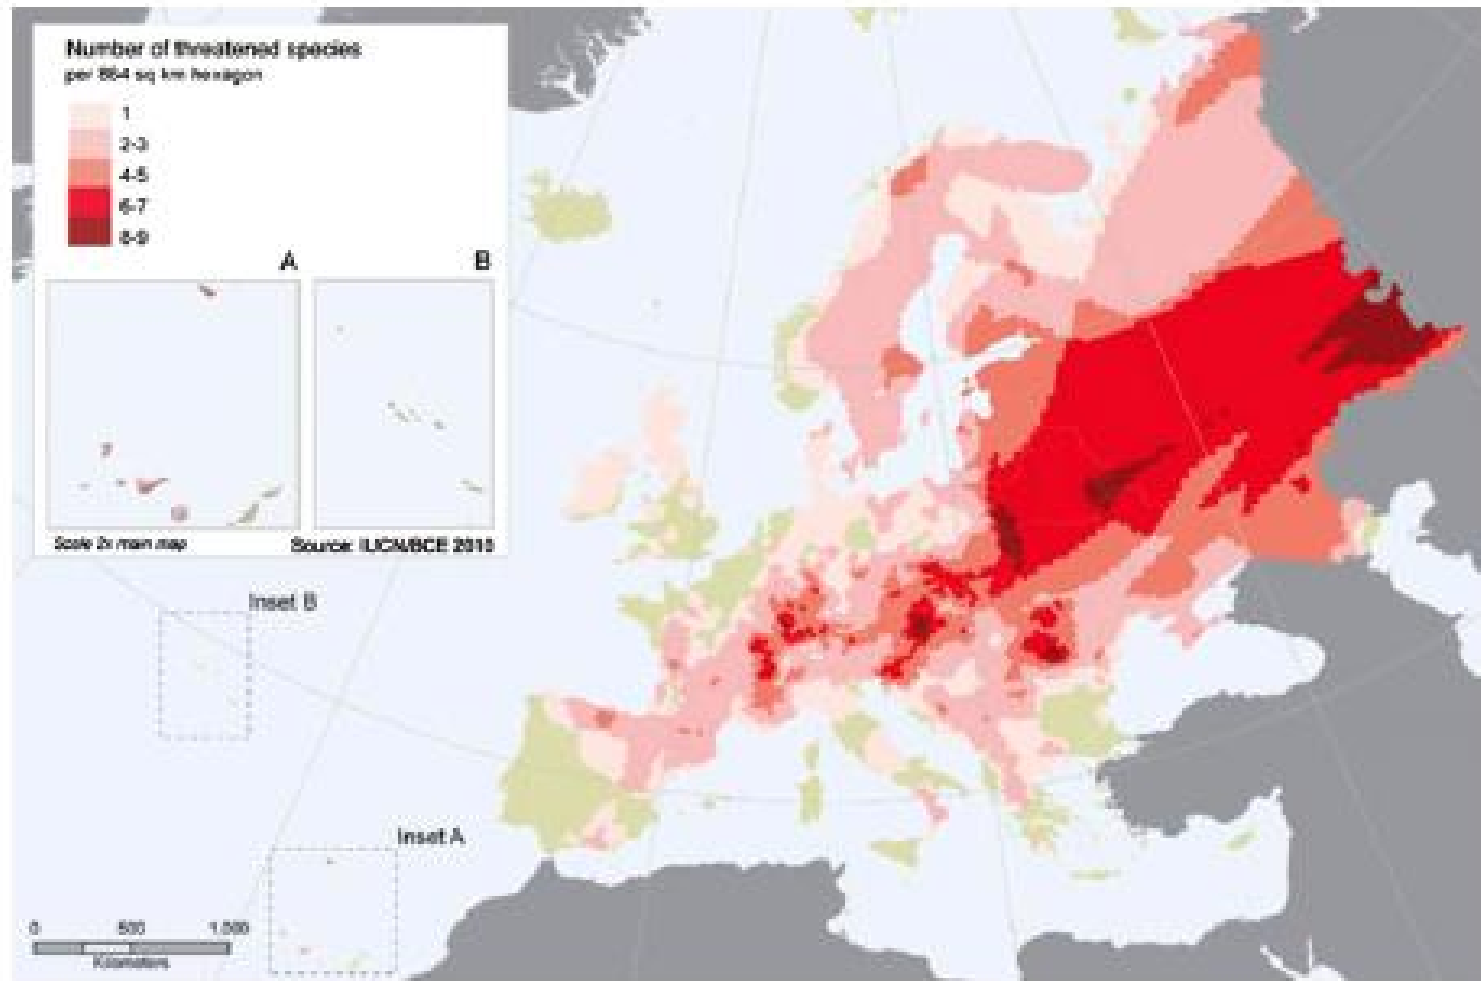 Number of threatened species
per 864 sq km hexagon
1
2-3
4-5
6-7
8-9
A
B
Scale 2x main map
Source: IUCN/BCE 2010
Inset B
Inset A
0
500
1,000
Kilometers